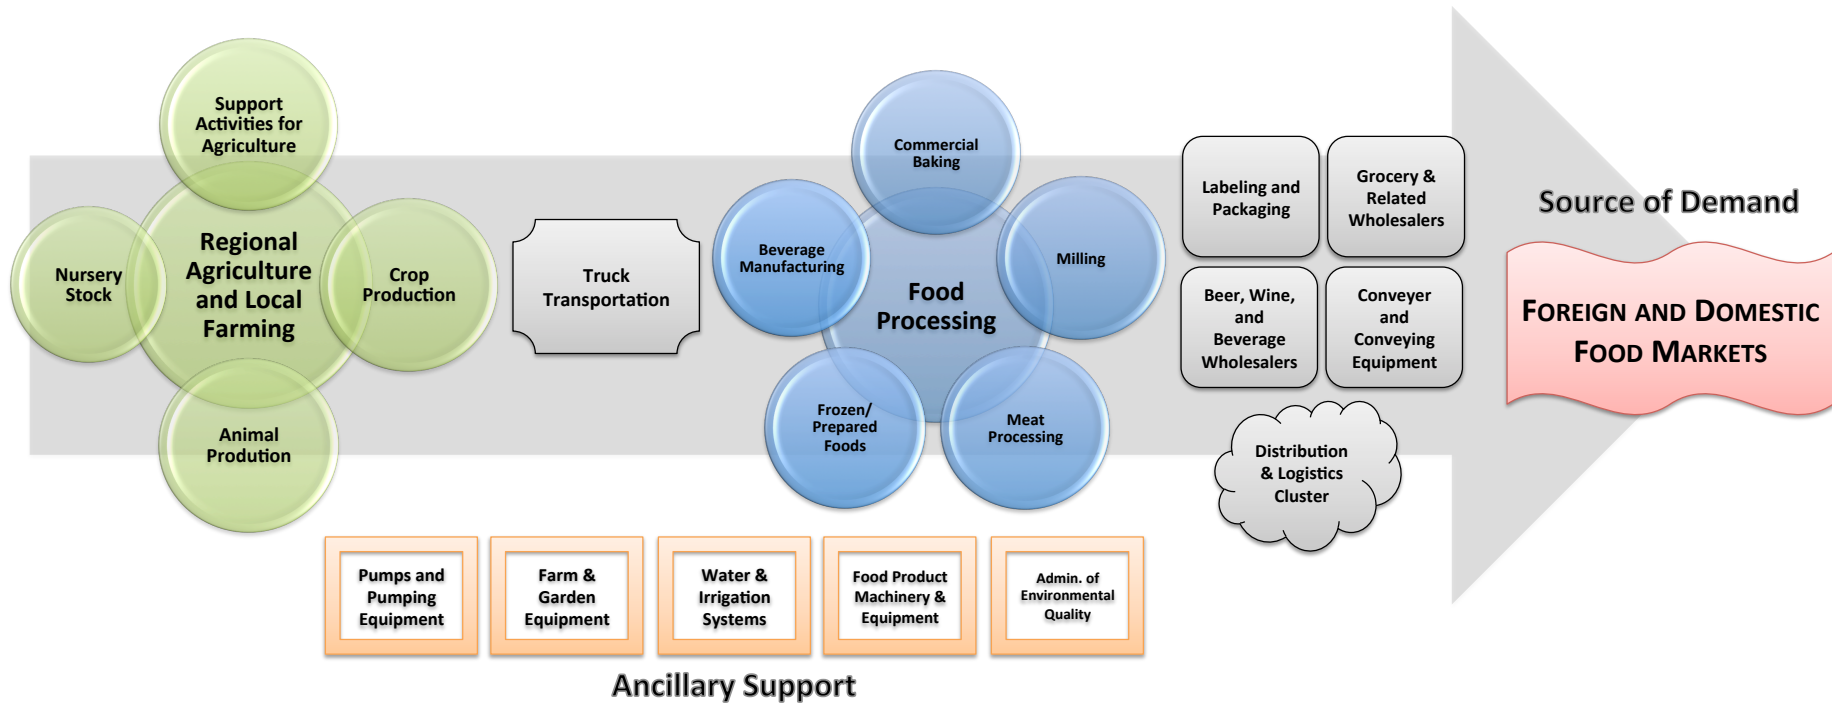 Support
Activities for
Agriculture
Nursery
Stock
Regional
Agriculture
and Local
Farming
Crop
Production
Animal
Prodution
Truck
Transportation
Commercial
Baking
Beverage
Manufacturing
Food
Processing
Milling
Frozen/
Prepared
Foods
Meat
Processing
Labeling and
Packaging
Grocery &
Related
Wholesalers
Beer, Wine,
and
Beverage
Wholesalers
Conveyer
and
Conveying
Equipment
Distribution
& Logistics
Cluster
Source of Demand
FOREIGN AND DOMESTIC
FOOD MARKETS
Pumps and
Pumping
Equipment
Farm &
Garden
Equipment
Water &
Irrigation
Systems
Food Product
Machinery &
Equipment
Admin. of
Environmental
Quality
Ancillary Support